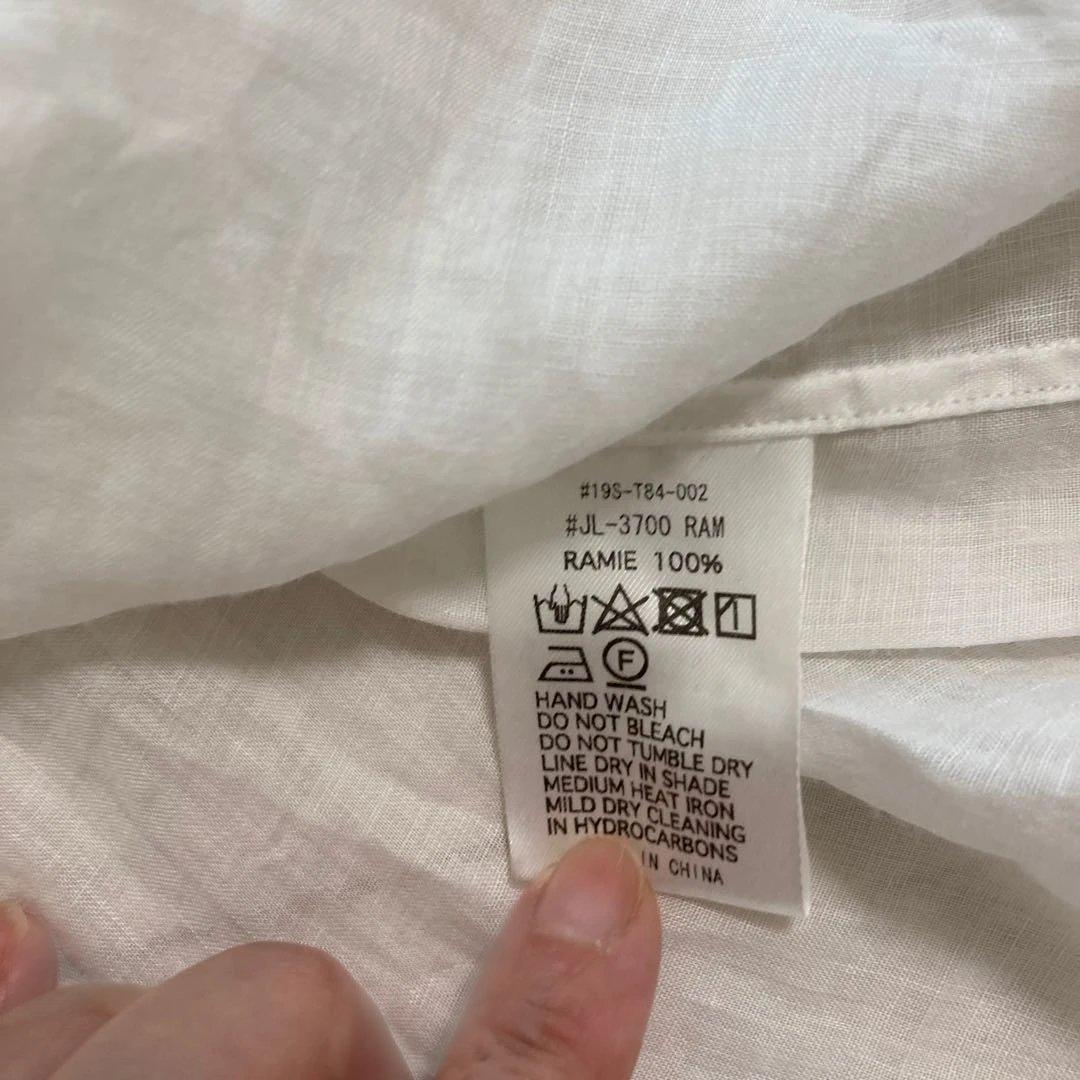 #19S-T84-002
#JL-3700 RAM
RAMIE 100%
F
HAND WASH
DO NOT BLEACH
DO NOT TUMBLE DRY
LINE DRY IN SHADE
MEDIUM HEAT IRON
MILD DRY CLEANING
IN HYDROCARBONS
IN CHINA